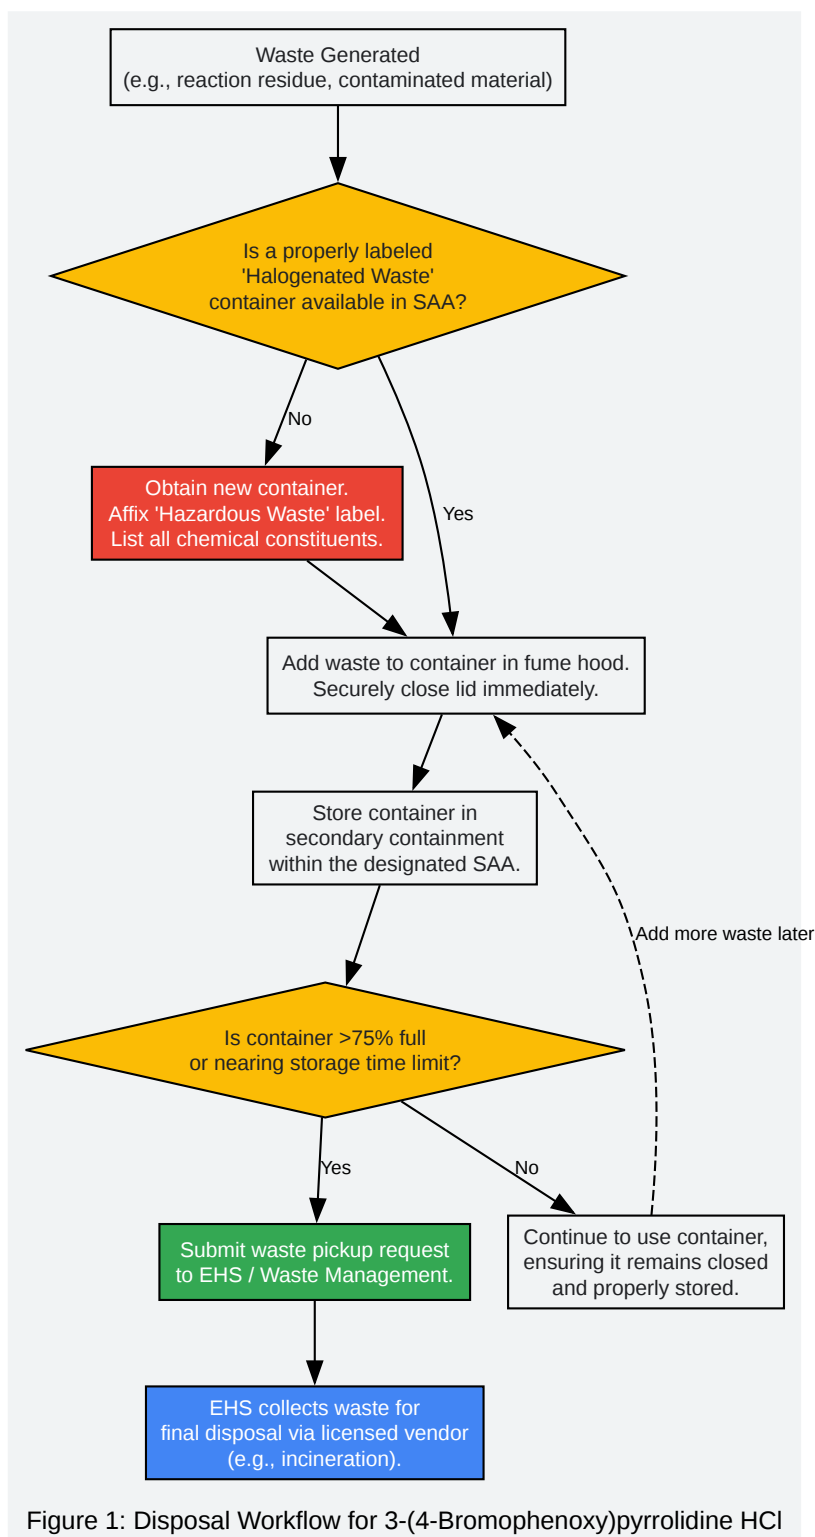 Waste Generated
(e.g., reaction residue, contaminated material)
Is a properly labeled
'Halogenated Waste'
container available in SAA?
No
Obtain new container.
Affix 'Hazardous Waste' label.
List all chemical constituents.
Yes
Add waste to container in fume hood.
Securely close lid immediately.
Store container in
secondary containment
within the designated SAA.
Add more waste later
Is container >75% full
or nearing storage time limit?
Yes
No
Submit waste pickup request
to EHS / Waste Management.
Continue to use container,
ensuring it remains closed
and properly stored.
EHS collects waste for
final disposal via licensed vendor
(e.g., incineration).
Figure 1: Disposal Workflow for 3-(4-Bromophenoxy)pyrrolidine HCl